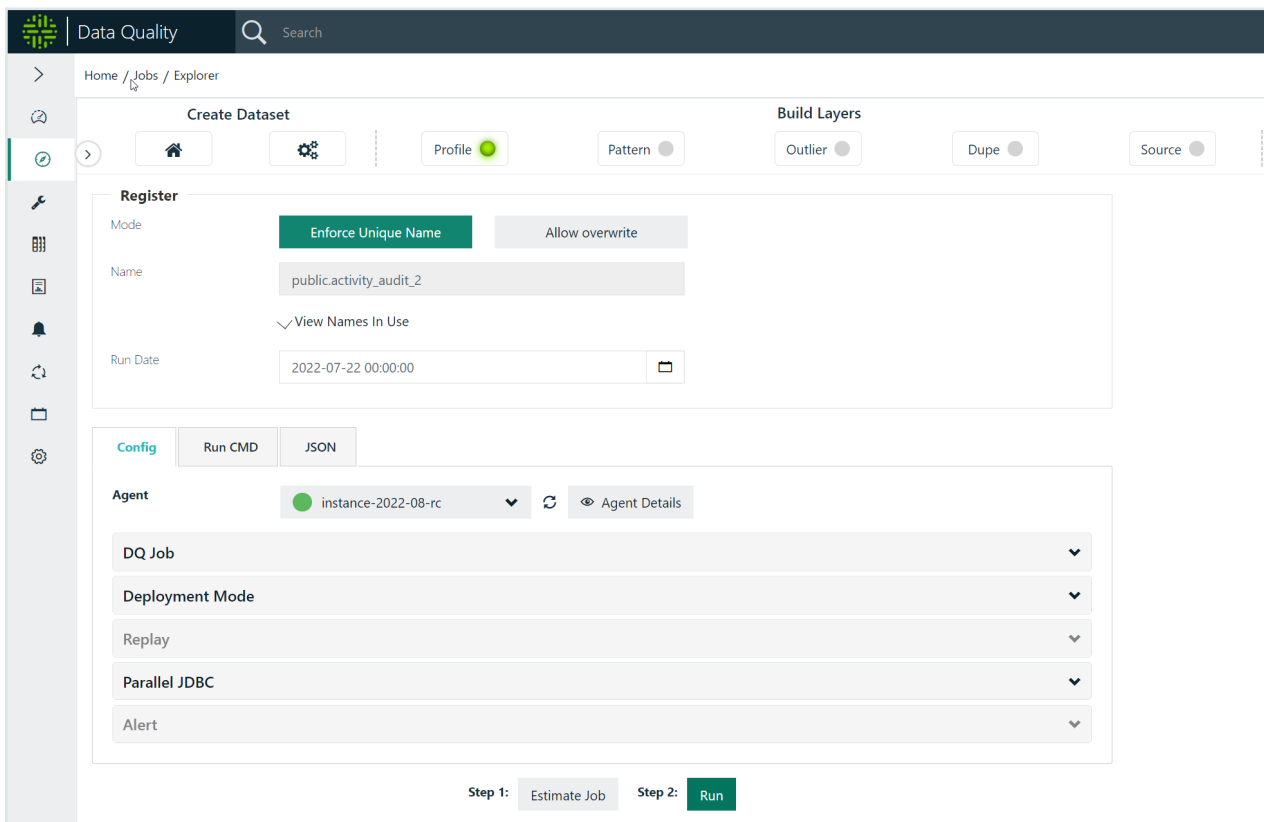 Data Quality
Search
Home / Jobs / Explorer
Create Dataset
Build Layers
Profile
Pattern
Outlier
Dupe
Source
Register
Mode
Enforce Unique Name
Allow overwrite
Name
public.activity_audit_2
View Names In Use
Run Date
2022-07-22 00:00:00
Config
Run CMD
JSON
Agent
instance-2022-08-rc
Agent Details
DQ Job
Deployment Mode
Replay
Parallel JDBC
Alert
Step 1:
Estimate Job
Step 2:
Run